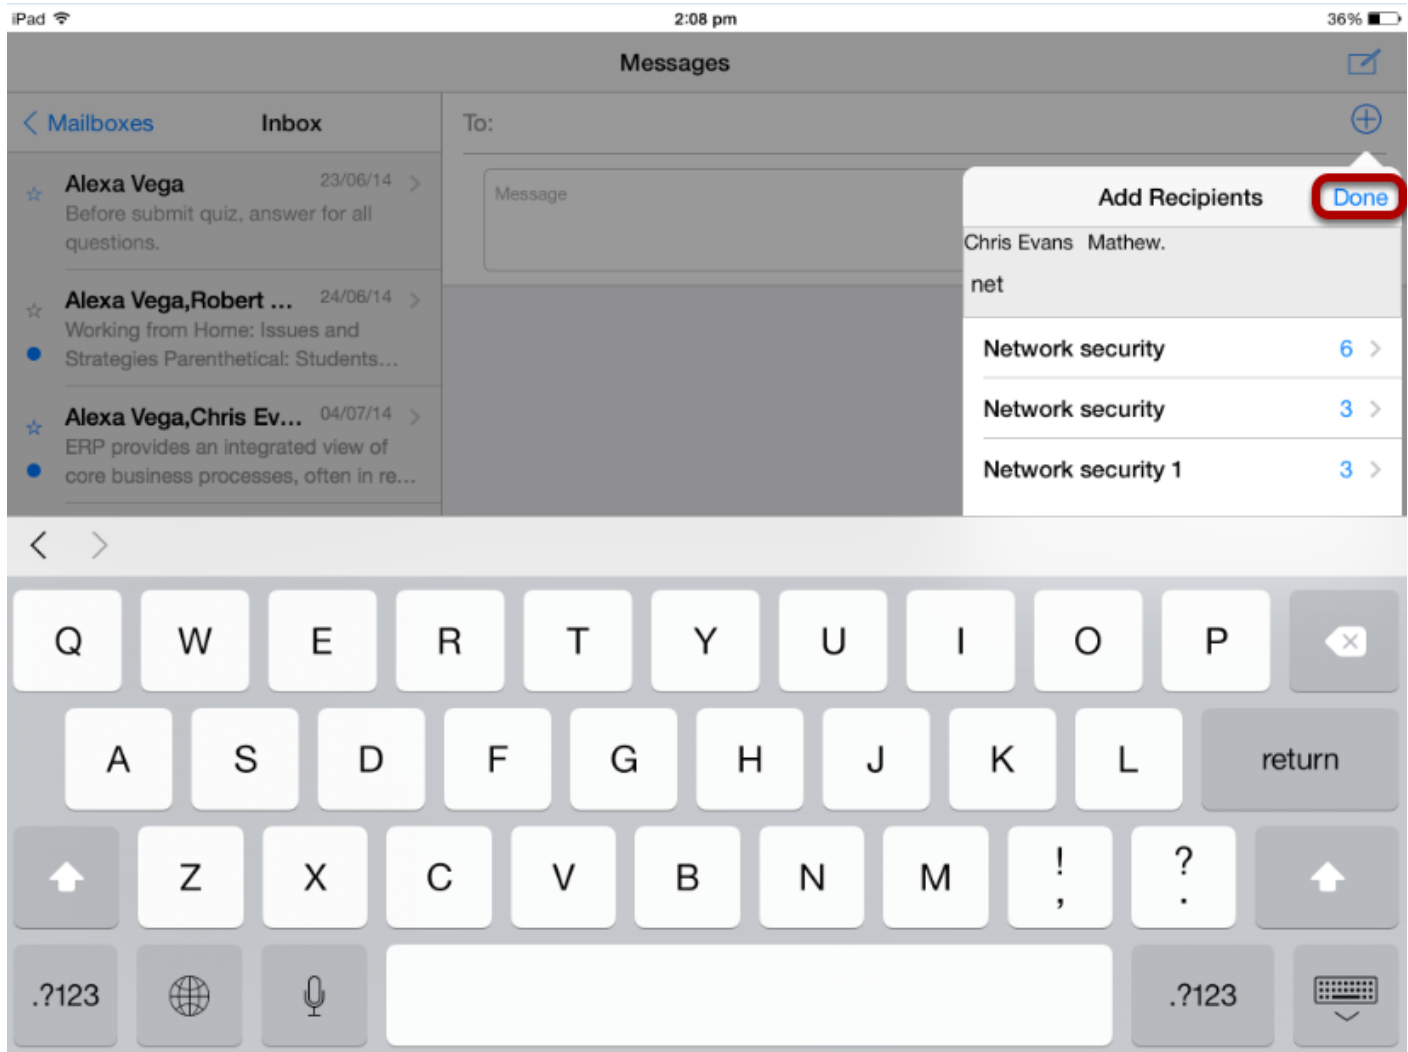 iPad 2:08 pm 36%
Messages
Mailboxes Inbox
To:
Alexa Vega 23/06/14
Before submit quiz, answer for all
questions.
Message
Add Recipients Done
Chris Evans Mathew.
net
Alexa Vega,Robert ... 24/06/14
Working from Home: Issues and
Strategies Parenthetical: Students...
Network security 6
Network security 3
Network security 1 3
Alexa Vega,Chris Ev... 04/07/14
ERP provides an integrated view of
core business processes, often in re...
Q W E R T Y U I O P
A S D F G H J K L return
Z X C V B N M ! , ? .
.?123 .?123